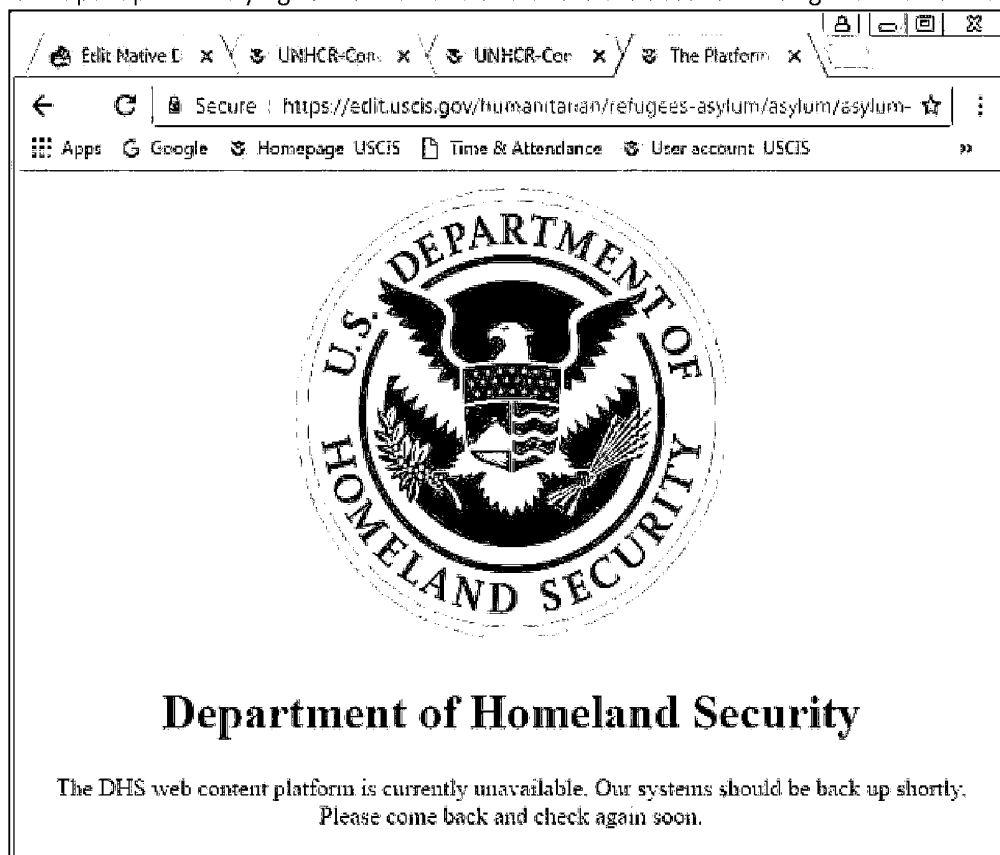 Edit Native D
UNHCR-Con
UNHCR-Con
The Platform
Secure https://edit.uscis.gov/humanitarian/refugees-asylum/asylum/asylum-
Apps Google Homepage USCIS Time & Attendance User account USCIS »
U.S. DEPARTMENT OF
HOMELAND SECURITY
Department of Homeland Security
The DHS web content platform is currently unavailable. Our systems should be back up shortly.
Please come back and check again soon.